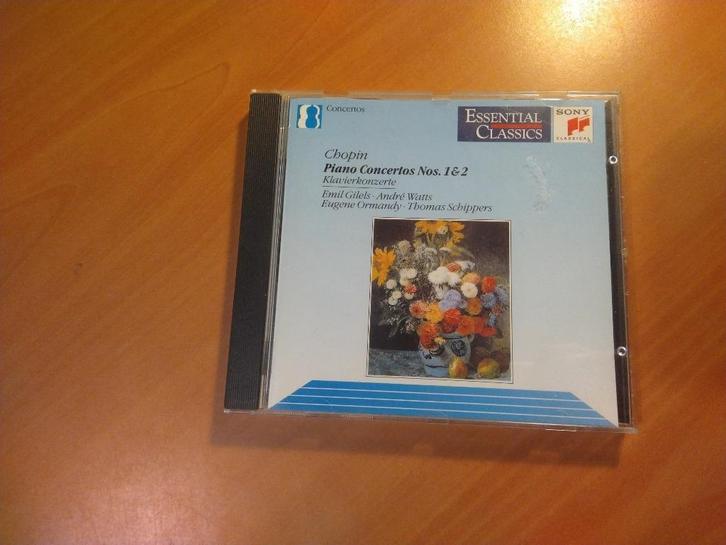 Concertos
ESSENTIAL
CLASSICS
SONY
CLASSICAL
Chopin
Piano Concertos Nos. 1 & 2
Klavierkonzerte
Emil Gilels · André Watts
Eugene Ormandy · Thomas Schippers